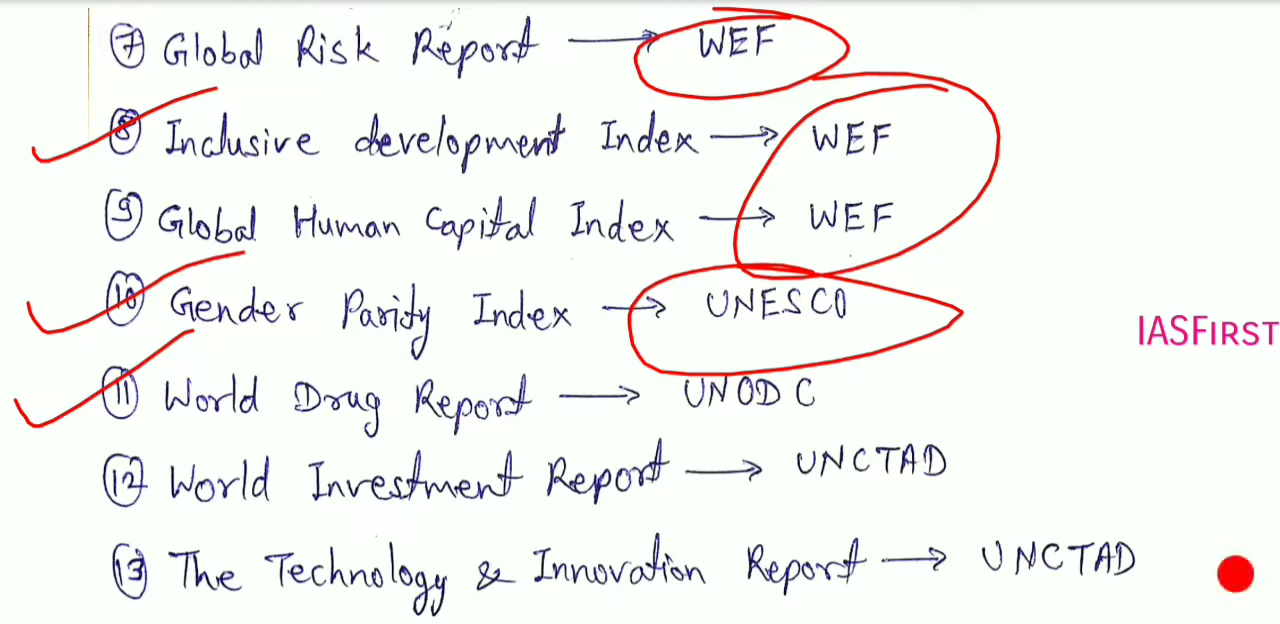 ⑦ Global Risk Report → WEF
⑧ Inclusive development Index → WEF
⑨ Global Human Capital Index → WEF
⑩ Gender Parity Index → UNESCO
IASFIRST
⑪ World Drug Report → UNODC
⑫ World Investment Report → UNCTAD
⑬ The Technology & Innovation Report → UNCTAD